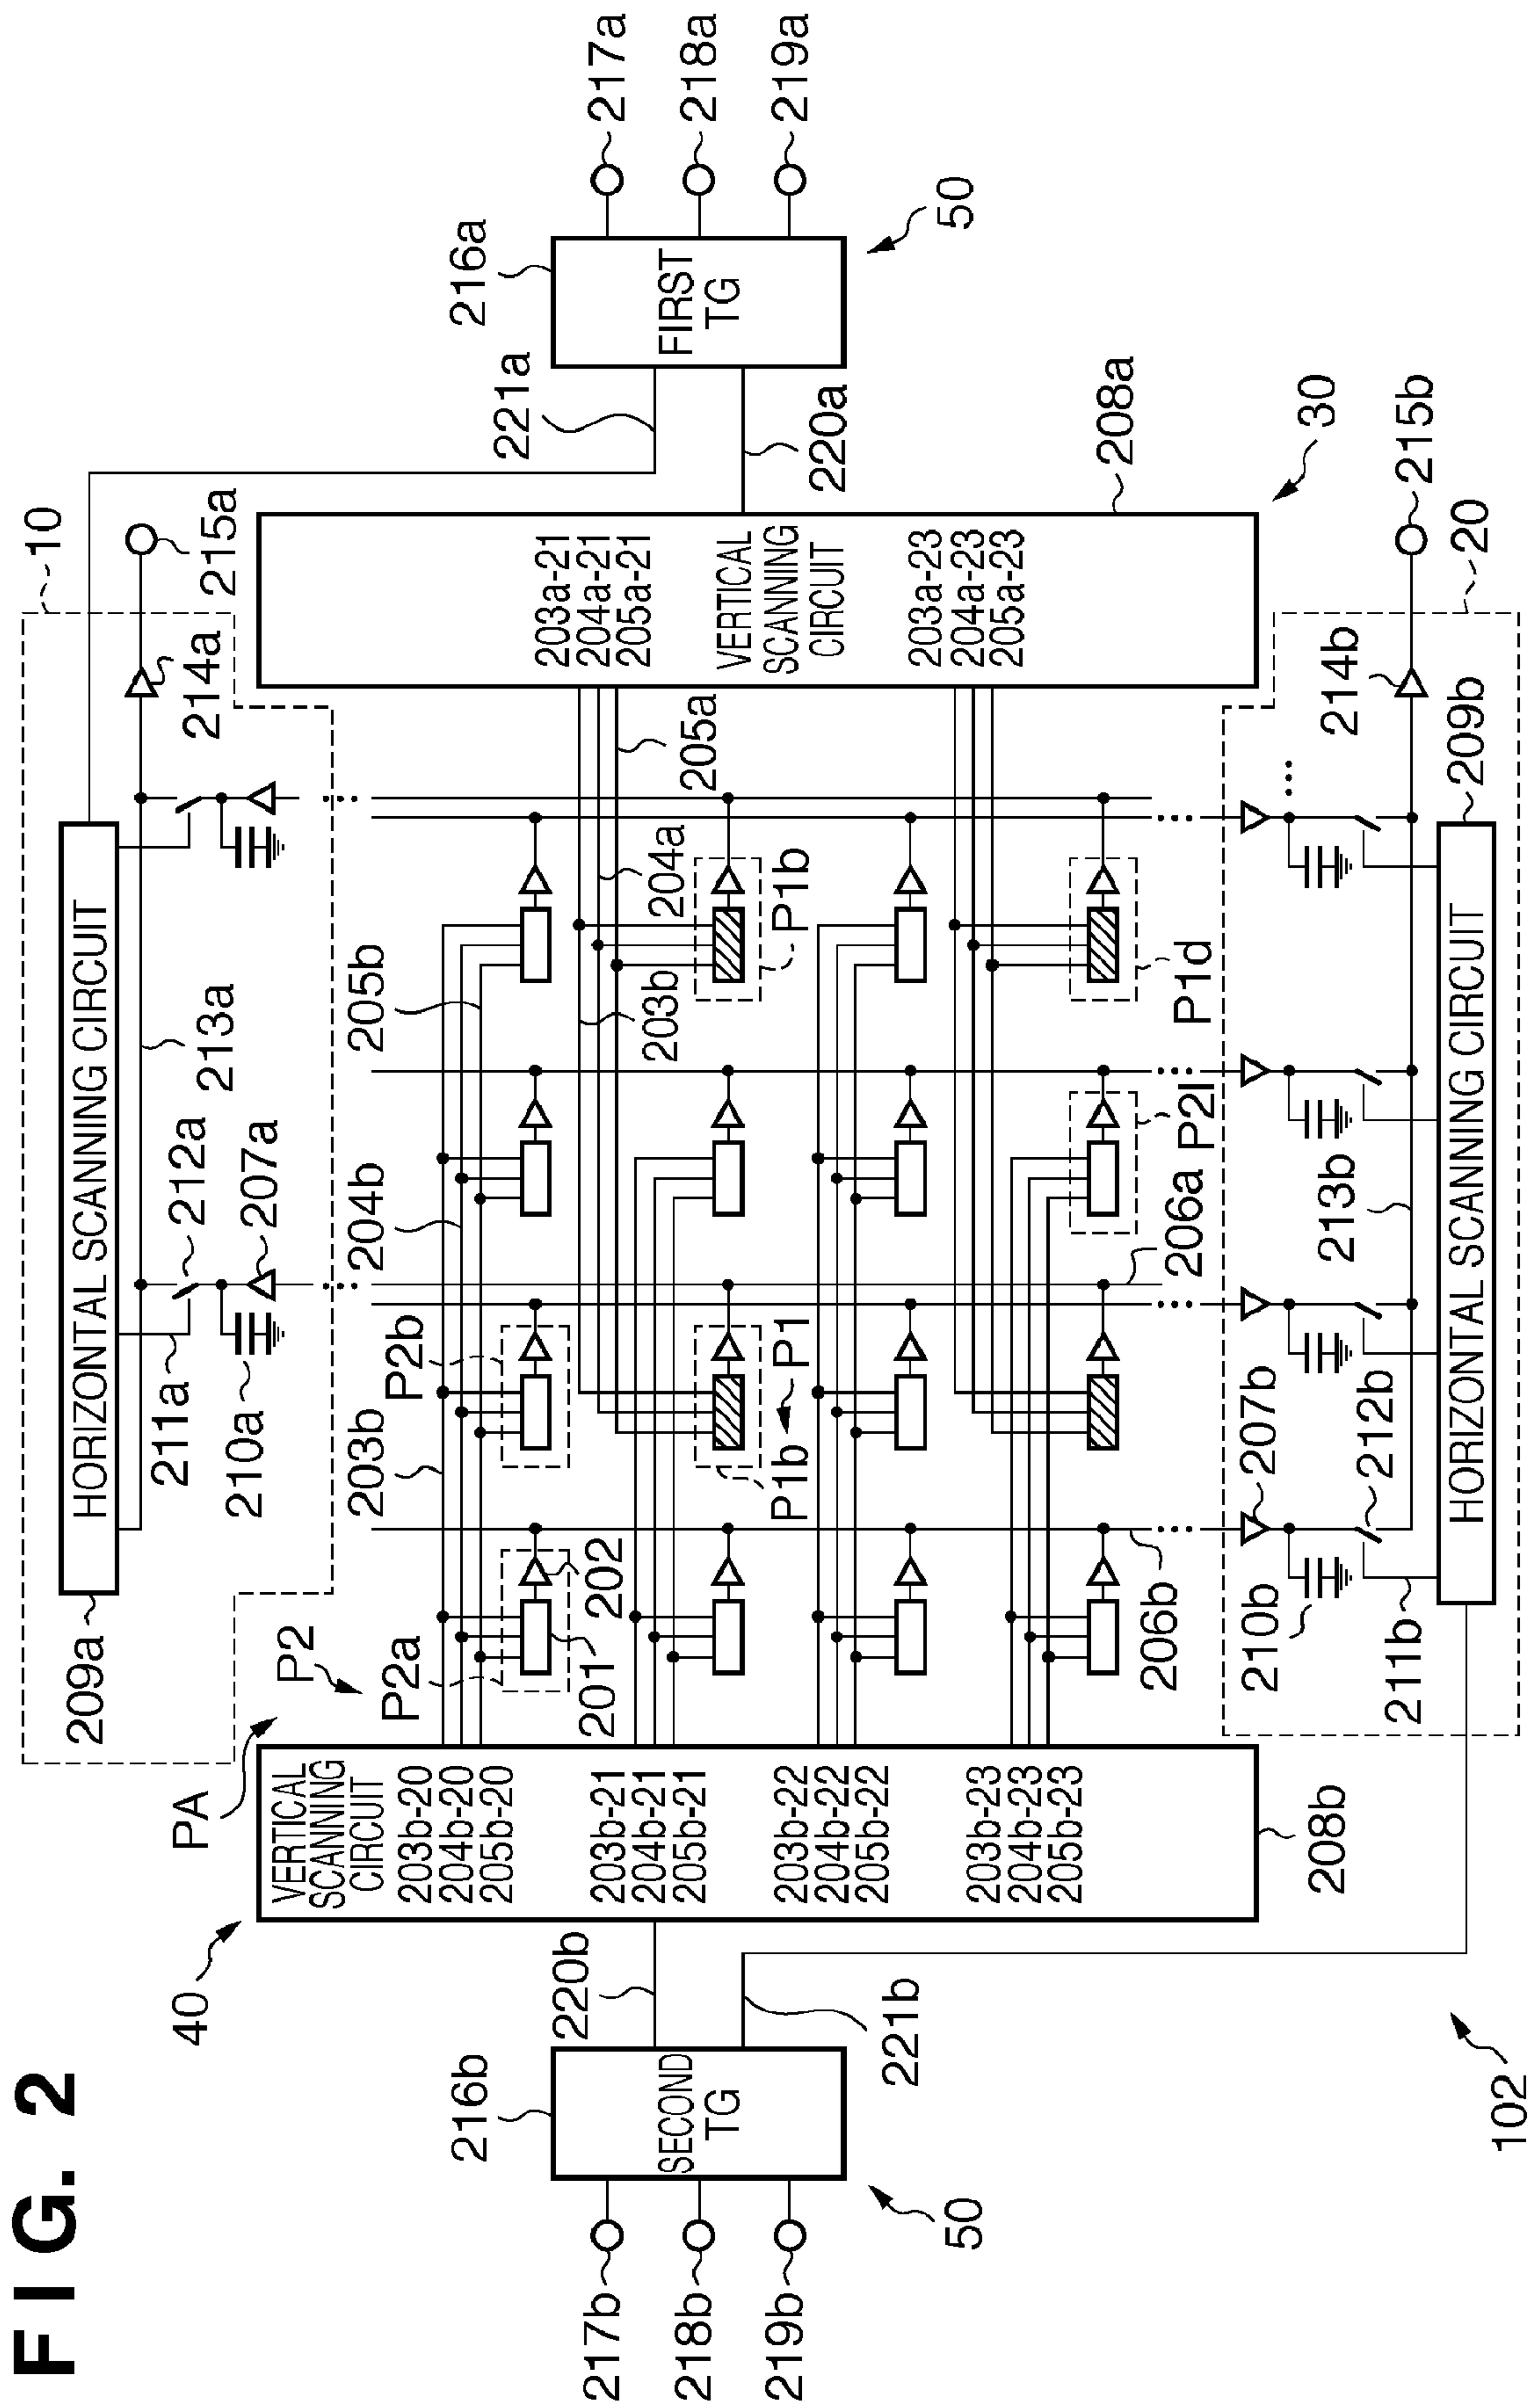 FIG. 2
217b
218b
219b
50
216b
SECOND
TG
220b
221b
40
102
PA
VERTICAL
SCANNING
CIRCUIT
203b-20
204b-20
205b-20
203b-21
204b-21
205b-21
203b-22
204b-22
205b-22
203b-23
204b-23
205b-23
208b
209a
HORIZONTAL SCANNING CIRCUIT
211a
212a
210a
207a
213a
214a
215a
10
P2
P2a
201
202
203b
P2b
204b
205b
P1b
P1
203b
204a
205a
P1b
206b
206a
P2l
P1d
210b
207b
211b
212b
213b
214b
209b
HORIZONTAL SCANNING CIRCUIT
20
215b
203a-21
204a-21
205a-21
VERTICAL
SCANNING
CIRCUIT
203a-23
204a-23
205a-23
208a
30
221a
220a
216a
FIRST
TG
50
217a
218a
219a